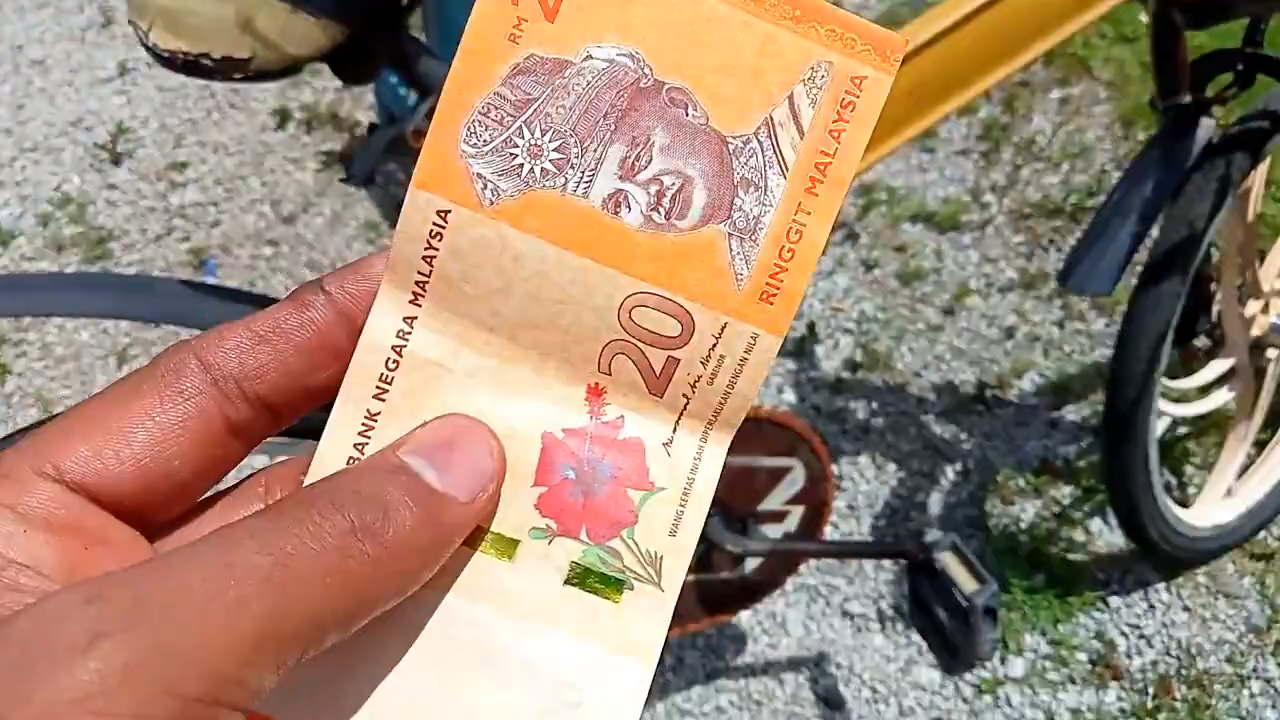 RM
BANK NEGARA MALAYSIA
20
GABENOR
WANG KERTAS INI SAH DIPERLAKUKAN DENGAN NILAI
RINGGIT MALAYSIA